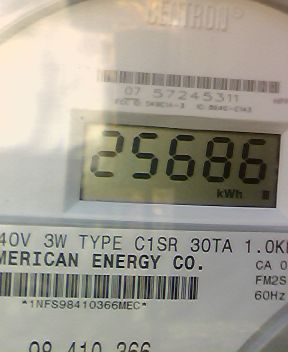 CENTRON®
07 57245311
25686
kWh
40V 3W TYPE C1SR 30TA 1.0K
MERICAN ENERGY CO. CA 0
FM2S
60Hz
*1NFS98410366MEC*
98 410 366